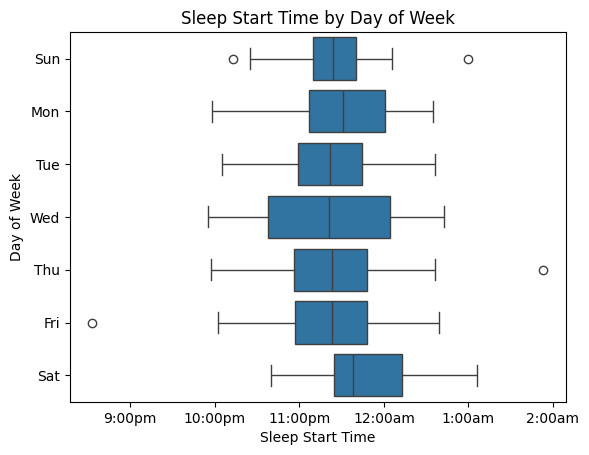 Sleep Start Time by Day of Week
Sun
Mon
Tue
Wed
Thu
Fri
Sat
Day of Week
9:00pm 10:00pm 11:00pm 12:00am 1:00am 2:00am
Sleep Start Time